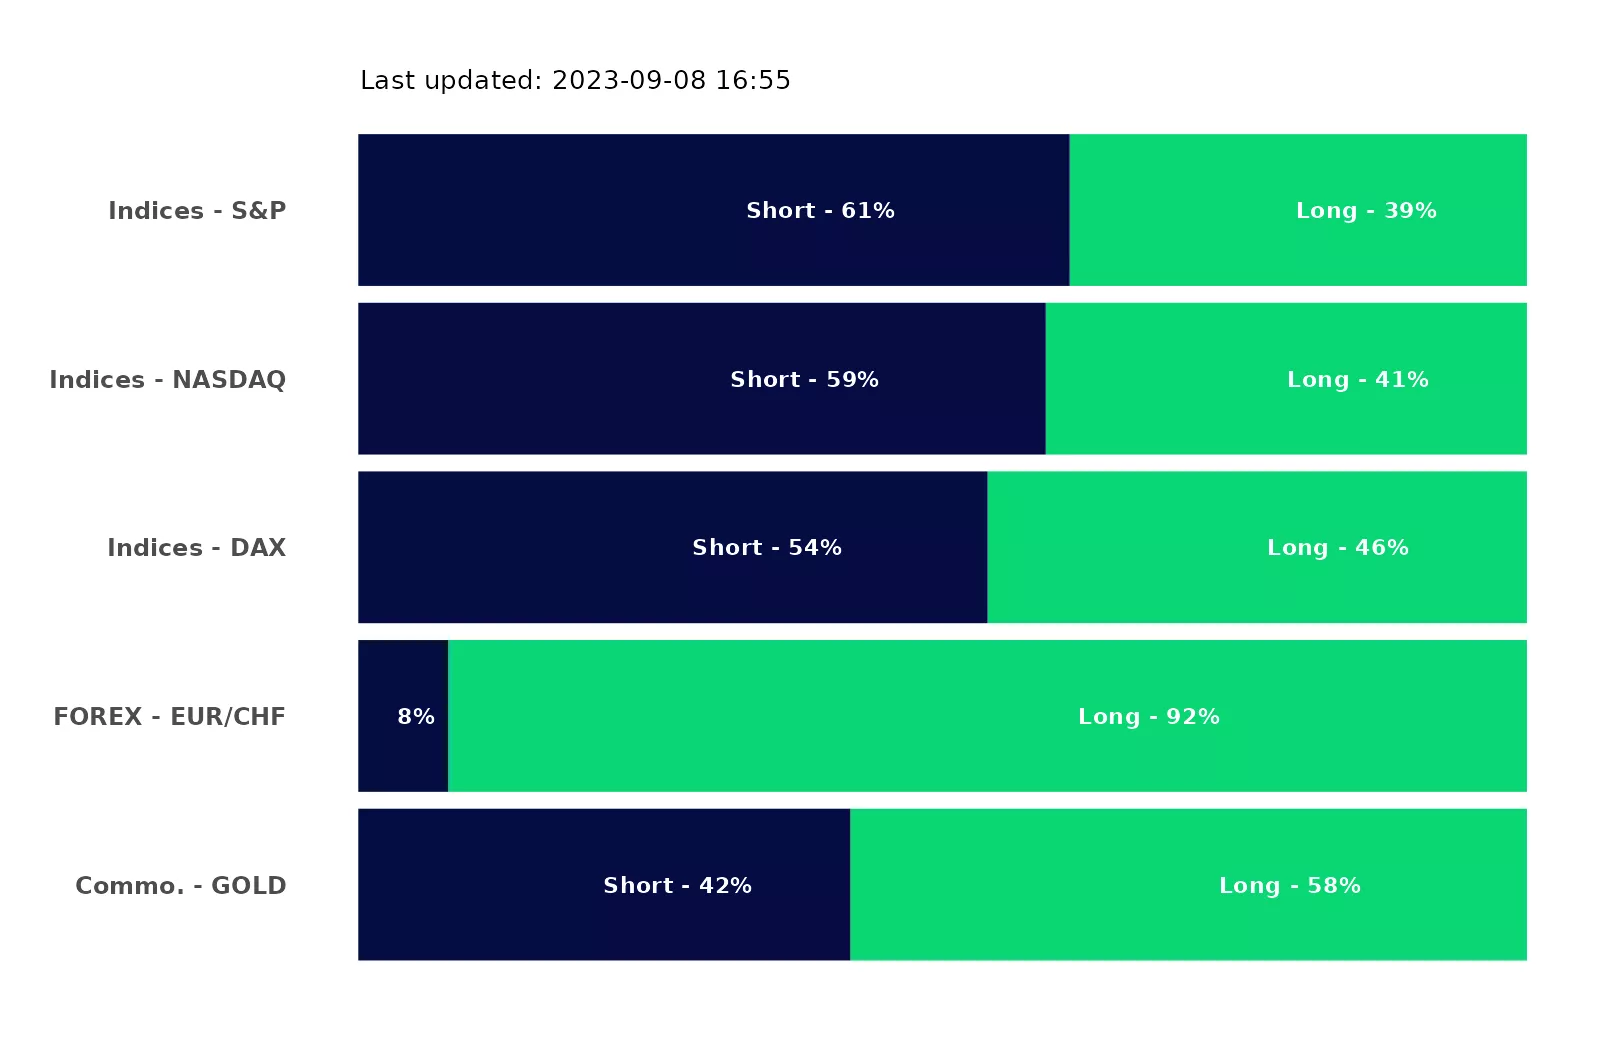 Last updated: 2023-09-08 16:55
Indices - S&P Short - 61% Long - 39%
Indices - NASDAQ Short - 59% Long - 41%
Indices - DAX Short - 54% Long - 46%
FOREX - EUR/CHF 8% Long - 92%
Commo. - GOLD Short - 42% Long - 58%